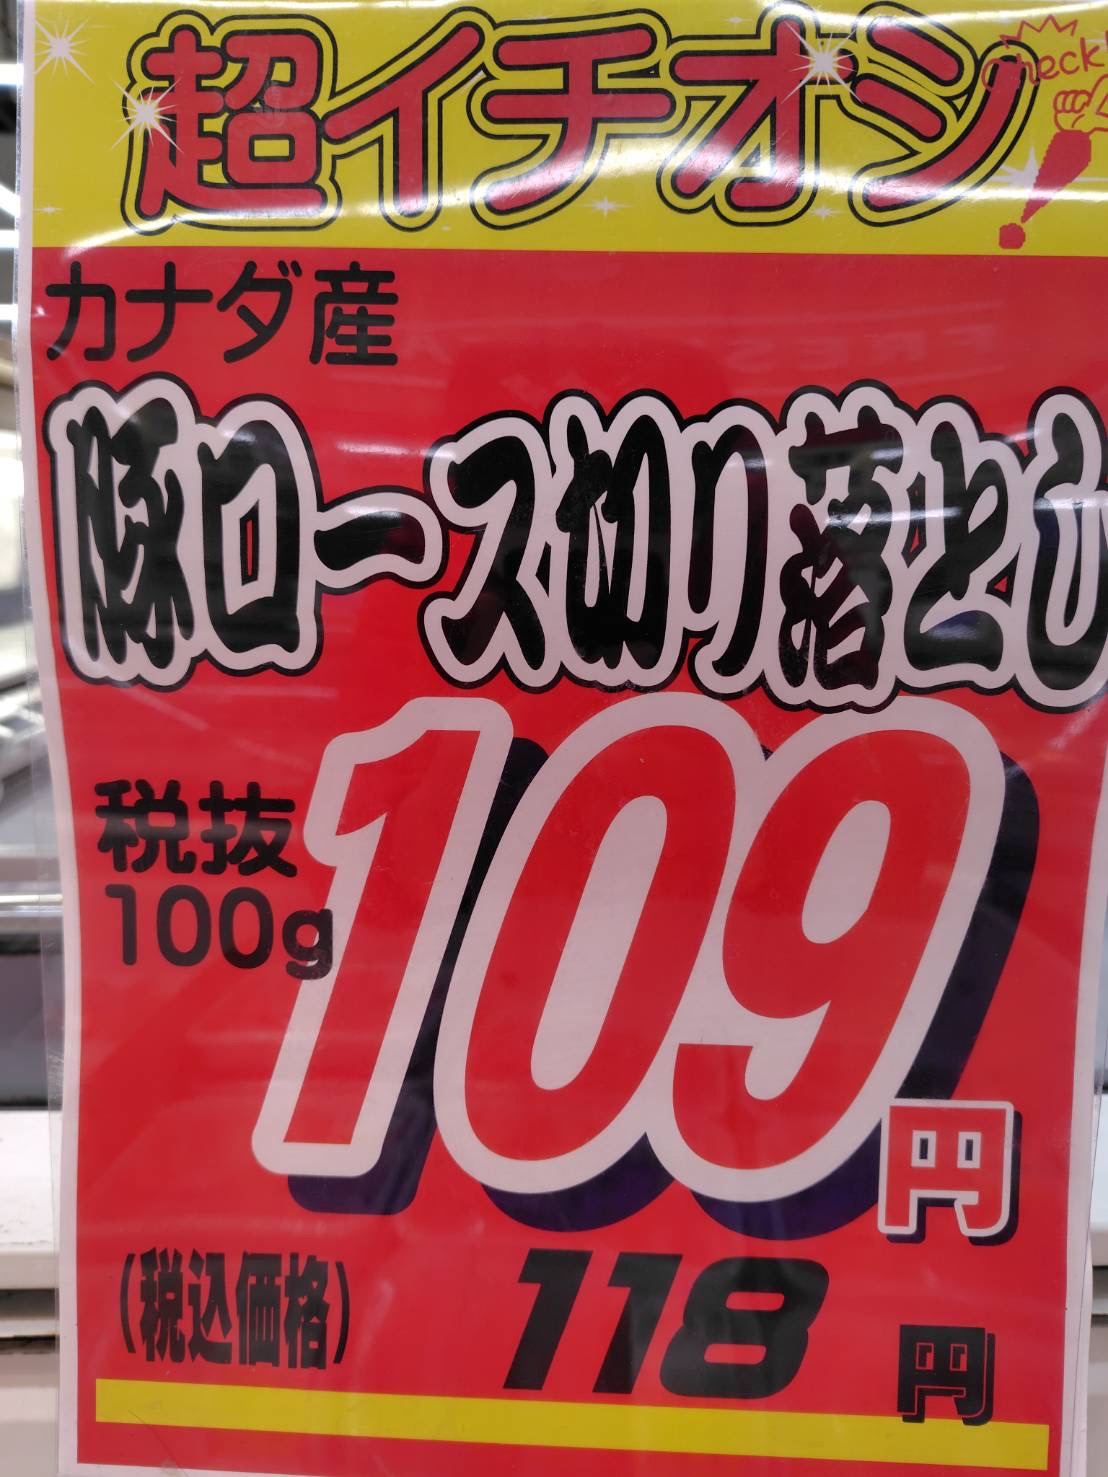 超イチオシ!
Check!
カナダ産
豚ロース切り落とし
税抜
100g
109円
(税込価格) 118円